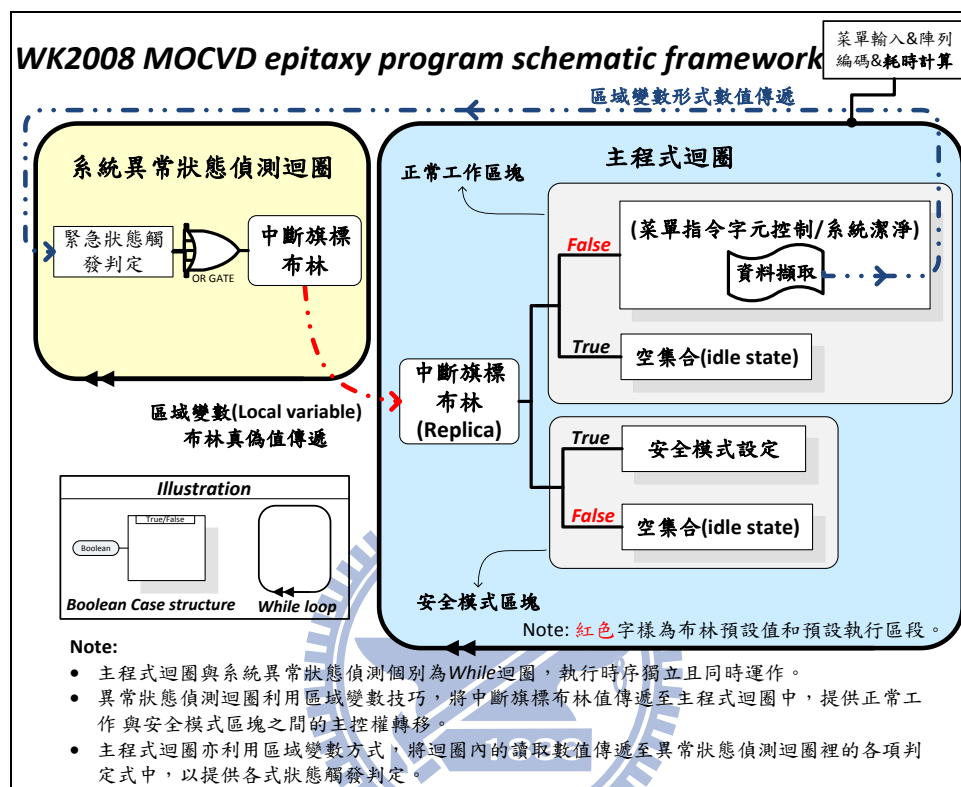 WK2008 MOCVD epitaxy program schematic framework
菜單輸入&陣列
編碼&耗時計算
區域變數形式數值傳遞
系統異常狀態偵測迴圈
緊急狀態觸
發判定
OR GATE
中斷旗標
布林
主程式迴圈
正常工作區塊
False
(菜單指令字元控制/系統潔淨)
資料擷取
True
空集合(idle state)
中斷旗標
布林
(Replica)
區域變數(Local variable)
布林真偽值傳遞
True
安全模式設定
False
空集合(idle state)
安全模式區塊
Note: 紅色字樣為布林預設值和預設執行區段。
Illustration
True/False
Boolean
Boolean Case structure
While loop
Note:
• 主程式迴圈與系統異常狀態偵測個別為While迴圈，執行時序獨立且同時運作。
• 異常狀態偵測迴圈利用區域變數技巧，將中斷旗標布林值傳遞至主程式迴圈中，提供正常工
作 與安全模式區塊之間的主控權轉移。
• 主程式迴圈亦利用區域變數方式，將迴圈內的讀取數值傳遞至異常狀態偵測迴圈裡的各項判
定式中，以提供各式狀態觸發判定。
1896